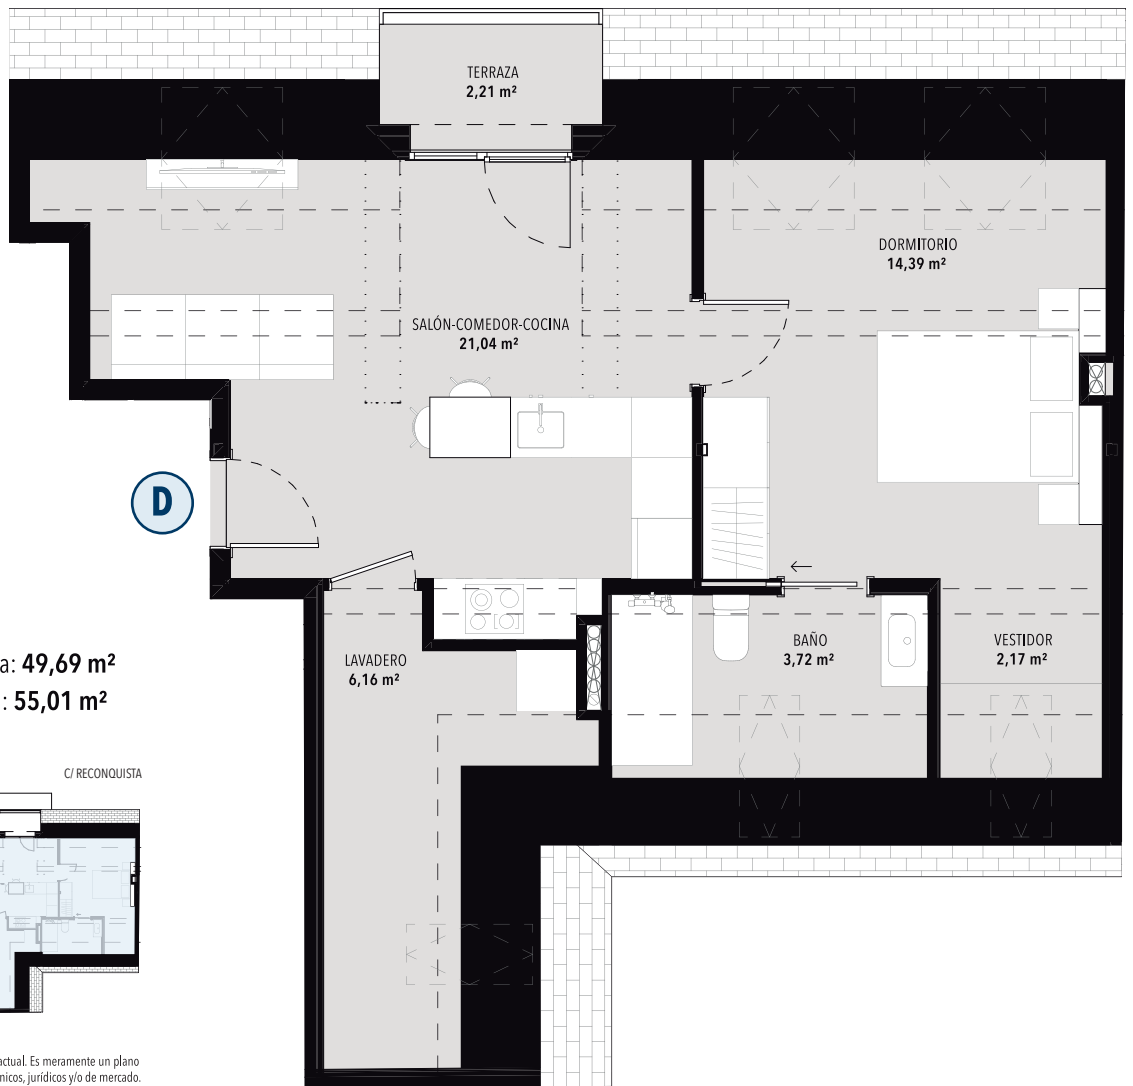 TERRAZA
2,21 m²
DORMITORIO
14,39 m²
SALÓN-COMEDOR-COCINA
21,04 m²
D
LAVADERO
6,16 m²
BAÑO
3,72 m²
VESTIDOR
2,17 m²
a: 49,69 m²
: 55,01 m²
C/ RECONQUISTA
actual. Es meramente un plano
jurídicos y/o de mercado.